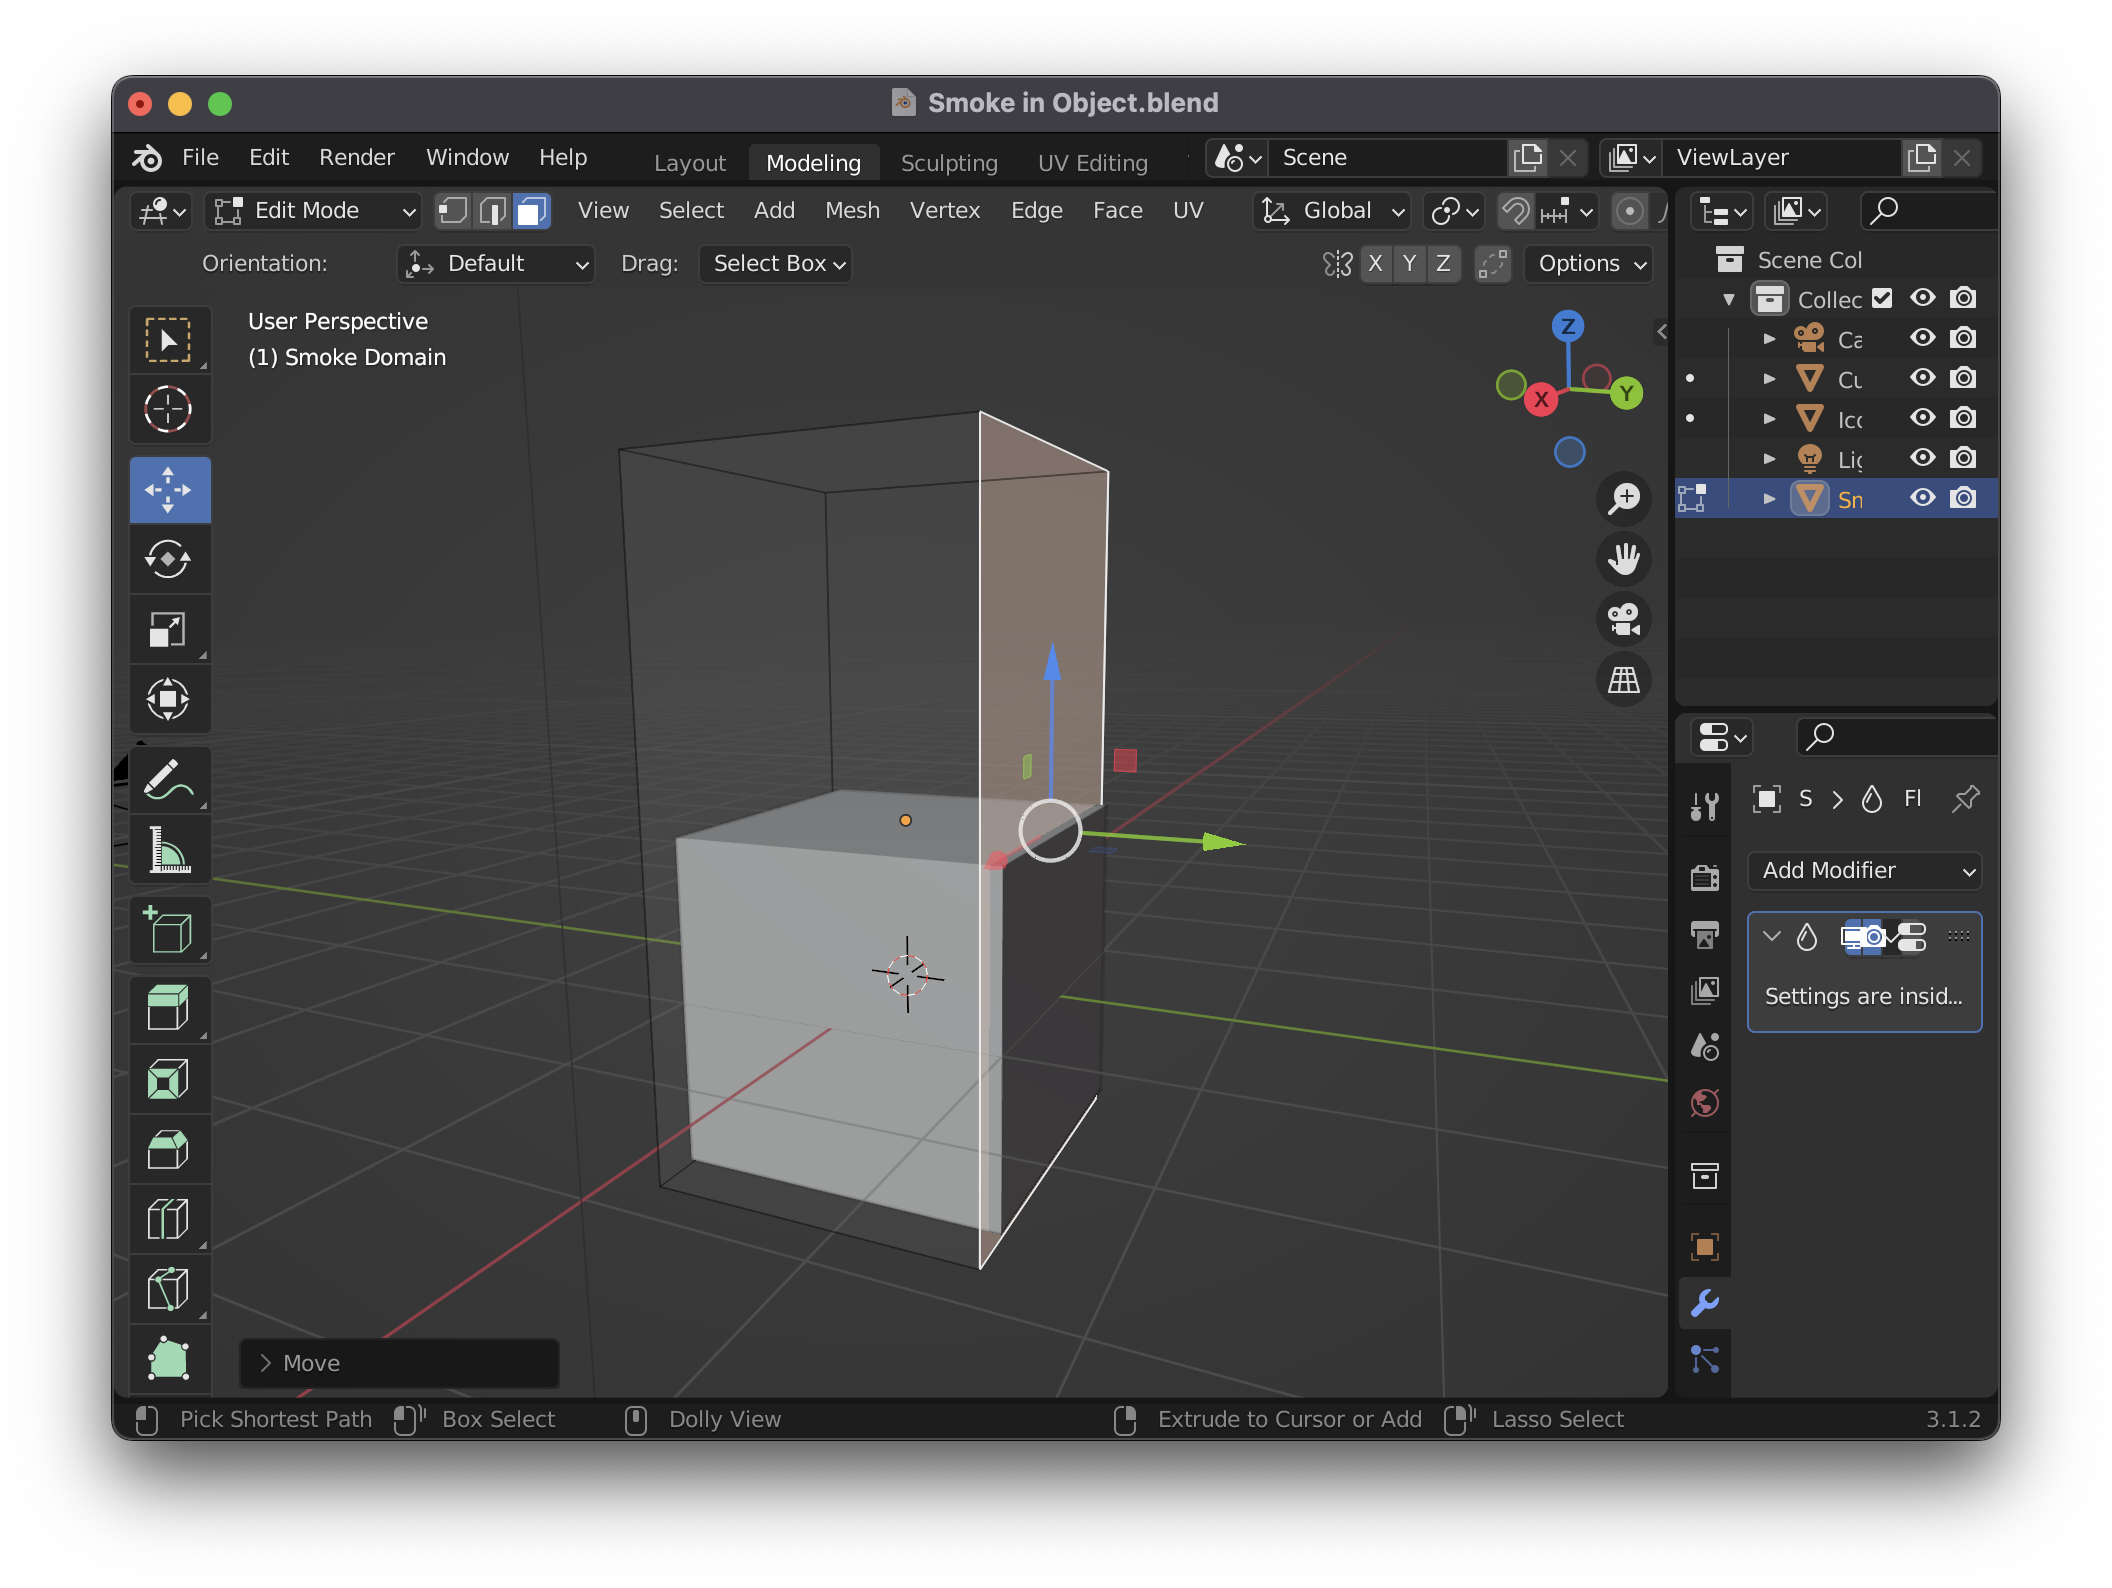 Smoke in Object.blend
File Edit Render Window Help Layout Modeling Sculpting UV Editing Scene ViewLayer
Edit Mode View Select Add Mesh Vertex Edge Face UV Global
Orientation: Default Drag: Select Box X Y Z Options
User Perspective
(1) Smoke Domain
Z
X
Y
Scene Col
Collec
Ca
Cu
Ico
Lig
Sm
S Fl
Add Modifier
Settings are insid...
Move
Pick Shortest Path Box Select Dolly View Extrude to Cursor or Add Lasso Select 3.1.2